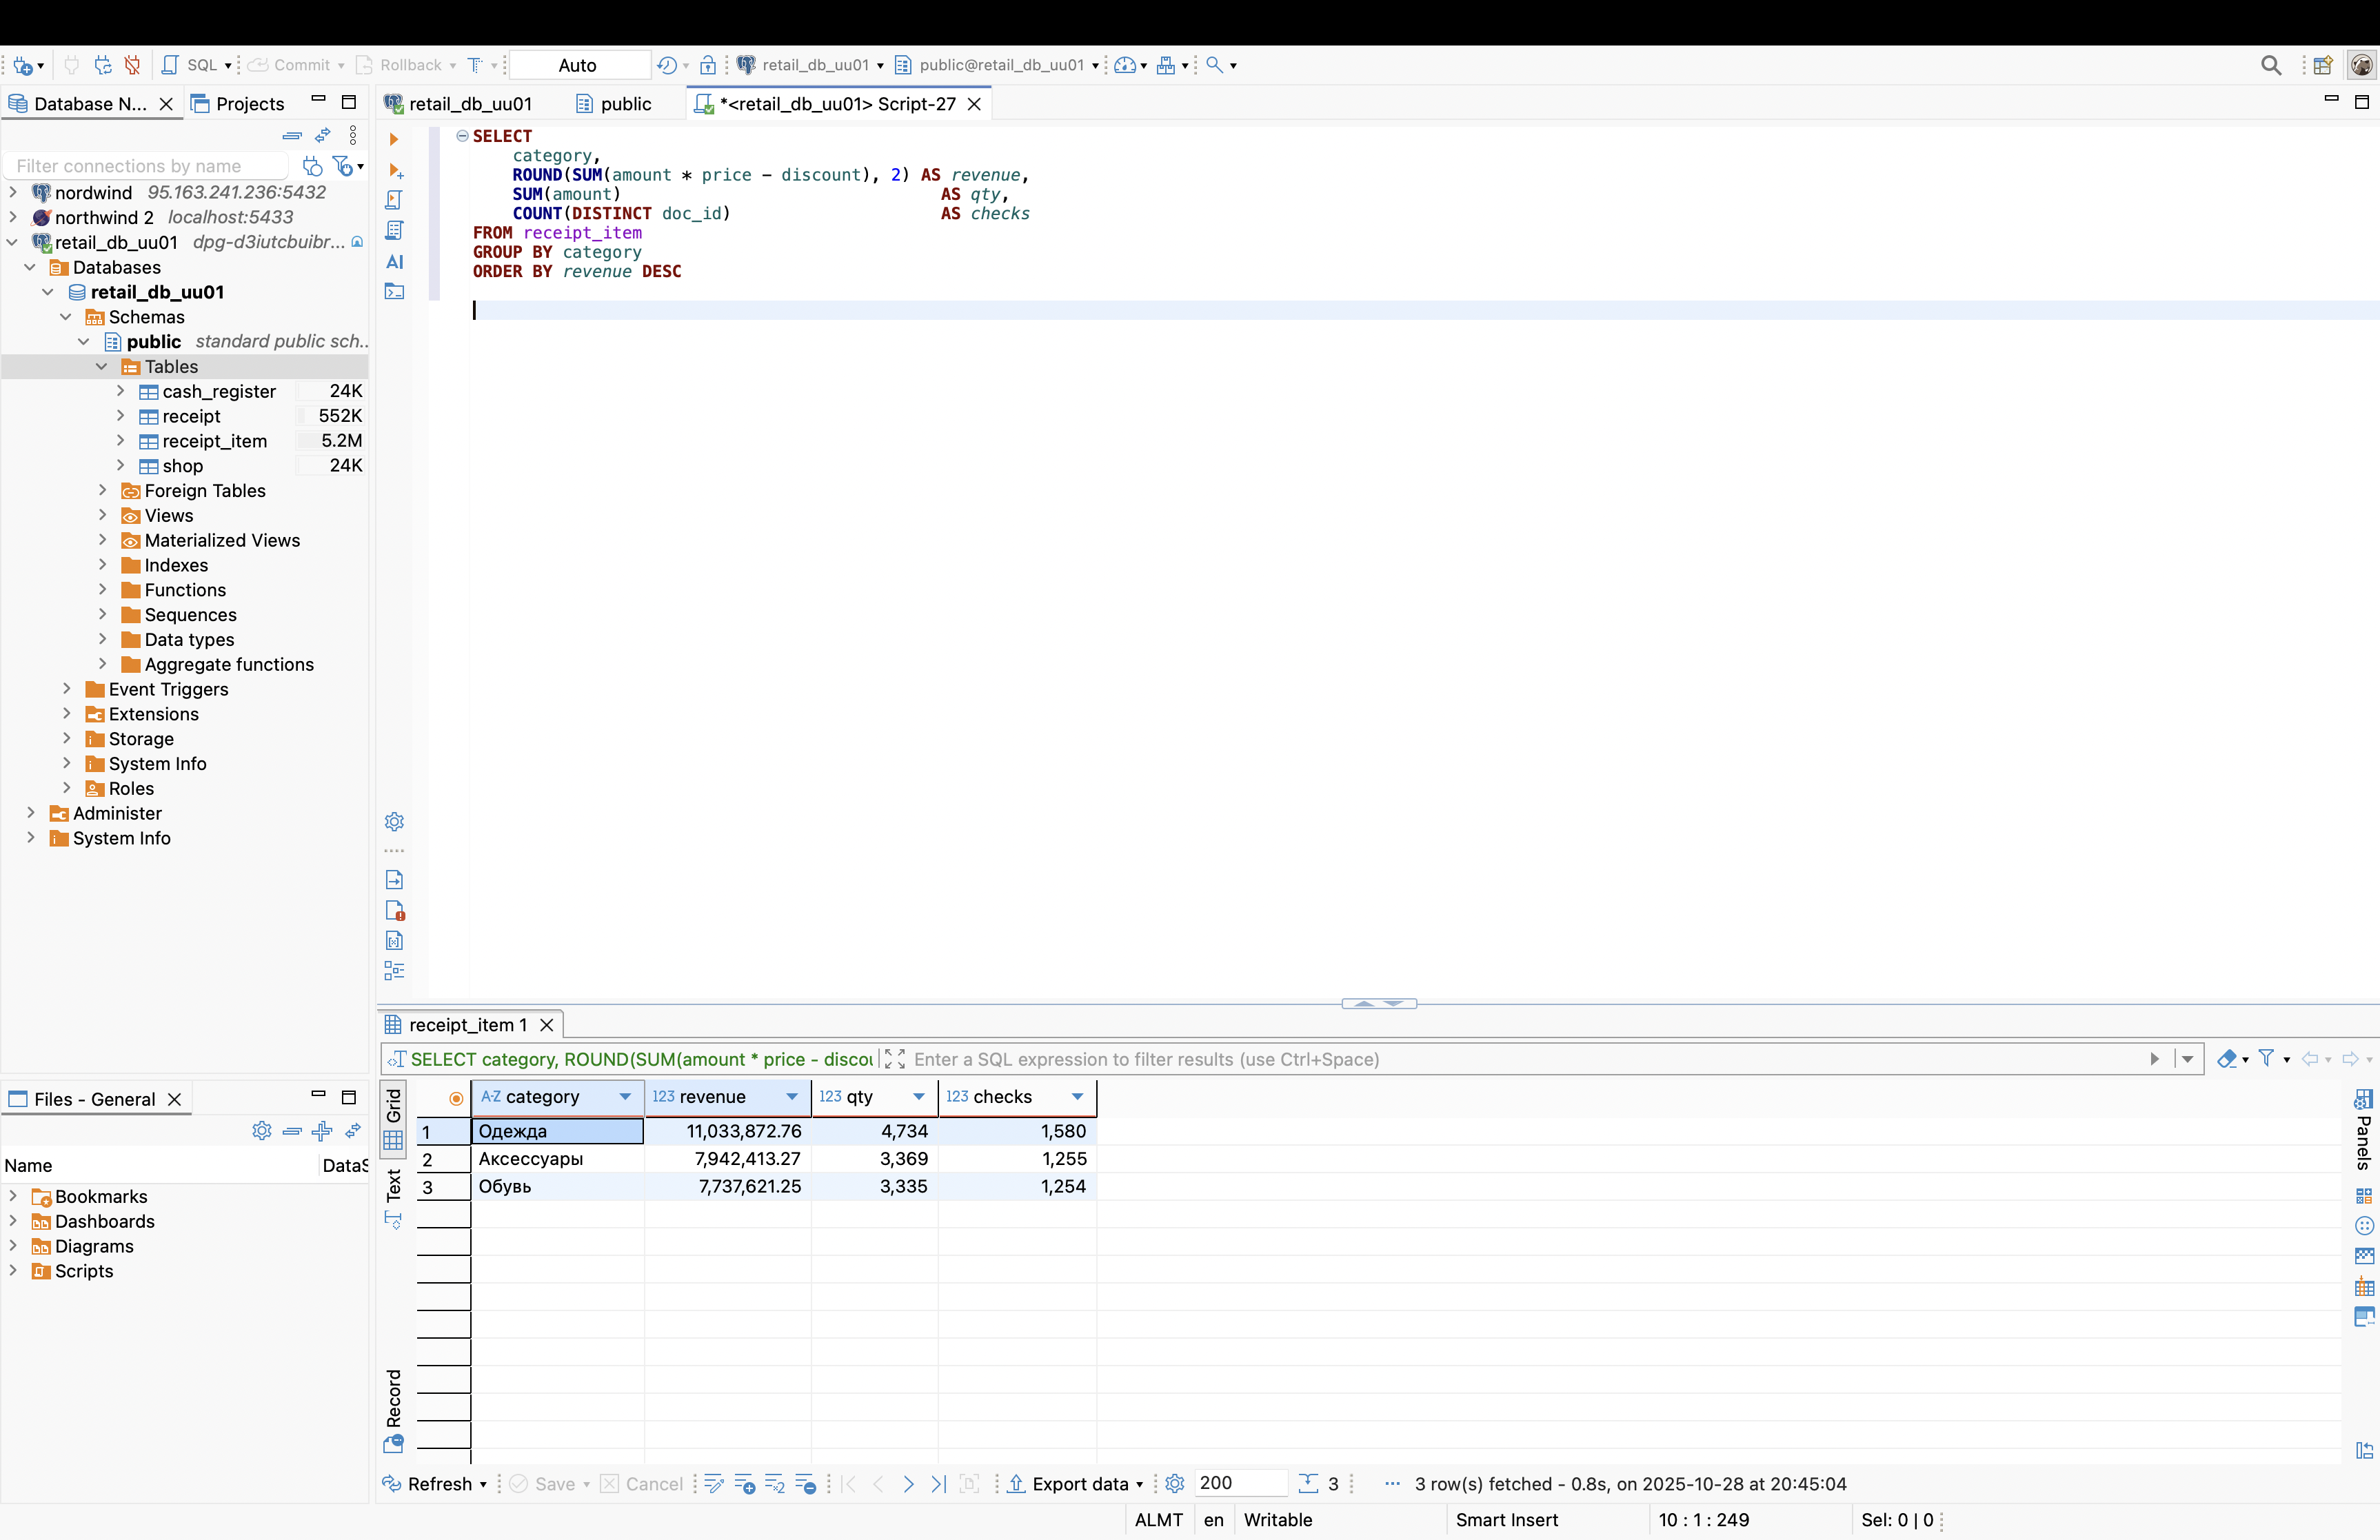 SQL
Commit
Rollback
Auto
retail_db_uu01
public@retail_db_uu01
Database N...
Projects
retail_db_uu01
public
*<retail_db_uu01> Script-27
Filter connections by name
nordwind 95.163.241.236:5432
northwind 2 localhost:5433
retail_db_uu01 dpg-d3iutcbuibr...
Databases
retail_db_uu01
Schemas
public standard public sch..
Tables
cash_register 24K
receipt 552K
receipt_item 5.2M
shop 24K
Foreign Tables
Views
Materialized Views
Indexes
Functions
Sequences
Data types
Aggregate functions
Event Triggers
Extensions
Storage
System Info
Roles
Administer
System Info
AI
SELECT
category,
ROUND(SUM(amount * price - discount), 2) AS revenue,
SUM(amount) AS qty,
COUNT(DISTINCT doc_id) AS checks
FROM receipt_item
GROUP BY category
ORDER BY revenue DESC
Files - General
Name DataS
Bookmarks
Dashboards
Diagrams
Scripts
receipt_item 1
SELECT category, ROUND(SUM(amount * price - discou
Enter a SQL expression to filter results (use Ctrl+Space)
Grid
Text
Record
A-Z category 123 revenue 123 qty 123 checks
1 Одежда 11,033,872.76 4,734 1,580
2 Аксессуары 7,942,413.27 3,369 1,255
3 Обувь 7,737,621.25 3,335 1,254
Panels
Refresh
Save
Cancel
Export data
200
3
3 row(s) fetched - 0.8s, on 2025-10-28 at 20:45:04
ALMT
en
Writable
Smart Insert
10 : 1 : 249
Sel: 0 | 0